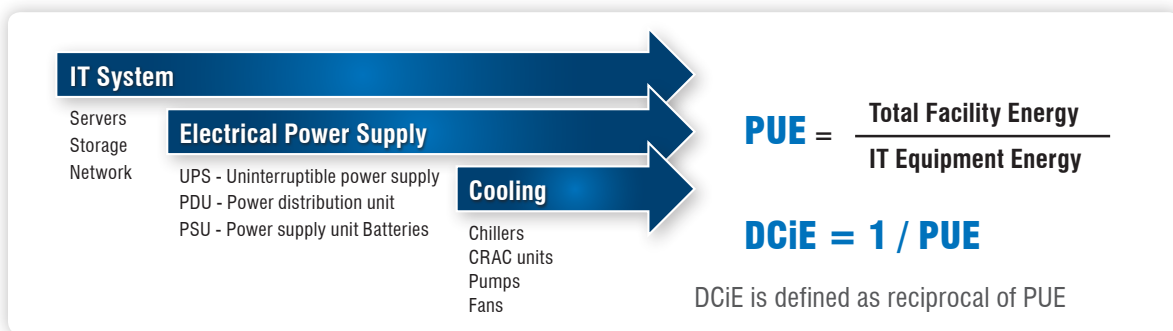 IT System
Servers
Storage
Network
Electrical Power Supply
UPS - Uninterruptible power supply
PDU - Power distribution unit
PSU - Power supply unit Batteries
Cooling
Chillers
CRAC units
Pumps
Fans
PUE = Total Facility Energy
IT Equipment Energy
DCiE = 1 / PUE
DCiE is defined as reciprocal of PUE